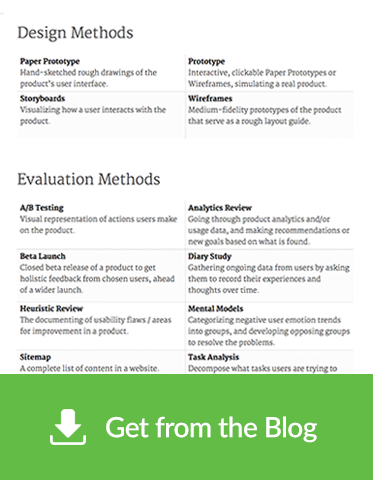 Design Methods
Paper Prototype
Hand-sketched rough drawings of the
product's user interface.
Prototype
Interactive, clickable Paper Prototypes or
Wireframes, simulating a real product.
Storyboards
Visualizing how a user interacts with the
product.
Wireframes
Medium-fidelity prototypes of the product
that serve as a rough layout guide.
Evaluation Methods
A/B Testing
Visual representation of actions users make
on the product.
Analytics Review
Going through product analytics and/or
usage data, and making recommendations or
new goals based on what is found.
Beta Launch
Closed beta release of a product to get
holistic feedback from chosen users, ahead
of a wider launch.
Diary Study
Gathering ongoing data from users by asking
them to record their experiences and
thoughts over time.
Heuristic Review
The documenting of usability flaws / areas
for improvement in a product.
Mental Models
Categorizing negative user emotion trends
into groups, and developing opposing groups
to resolve the problems.
Sitemap
A complete list of content in a website.
Task Analysis
Decompose what tasks users are trying to
Get from the Blog